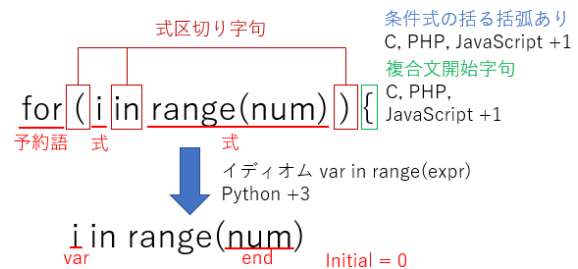 式区切り字句
条件式の括る括弧あり
C, PHP, JavaScript +1
複合文開始字句
C, PHP,
JavaScript +1
for ( i in range(num) ) {
予約語 式 式
イディオム var in range(expr)
Python +3
i in range(num)
var end Initial = 0